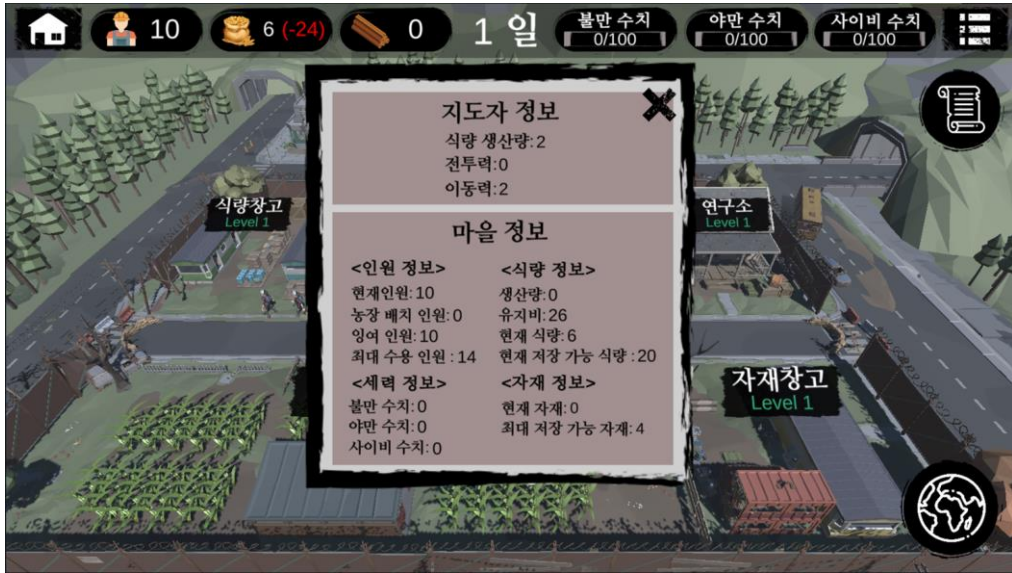 10
6 (-24)
0
1 일
불만 수치
0/100
야만 수치
0/100
사이비 수치
0/100
지도자 정보
식량 생산량:2
전투력:0
이동력:2
식량창고
Level 1
연구소
Level 1
마을 정보
<인원 정보>
현재인원:10
농장 배치 인원:0
잉여 인원:10
최대 수용 인원 : 14
<식량 정보>
생산량:0
유지비:26
현재 식량:6
현재 저장 가능 식량 :20
<세력 정보>
불만 수치:0
야만 수치:0
사이비 수치:0
<자재 정보>
현재 자재:0
최대 저장 가능 자재:4
자재창고
Level 1